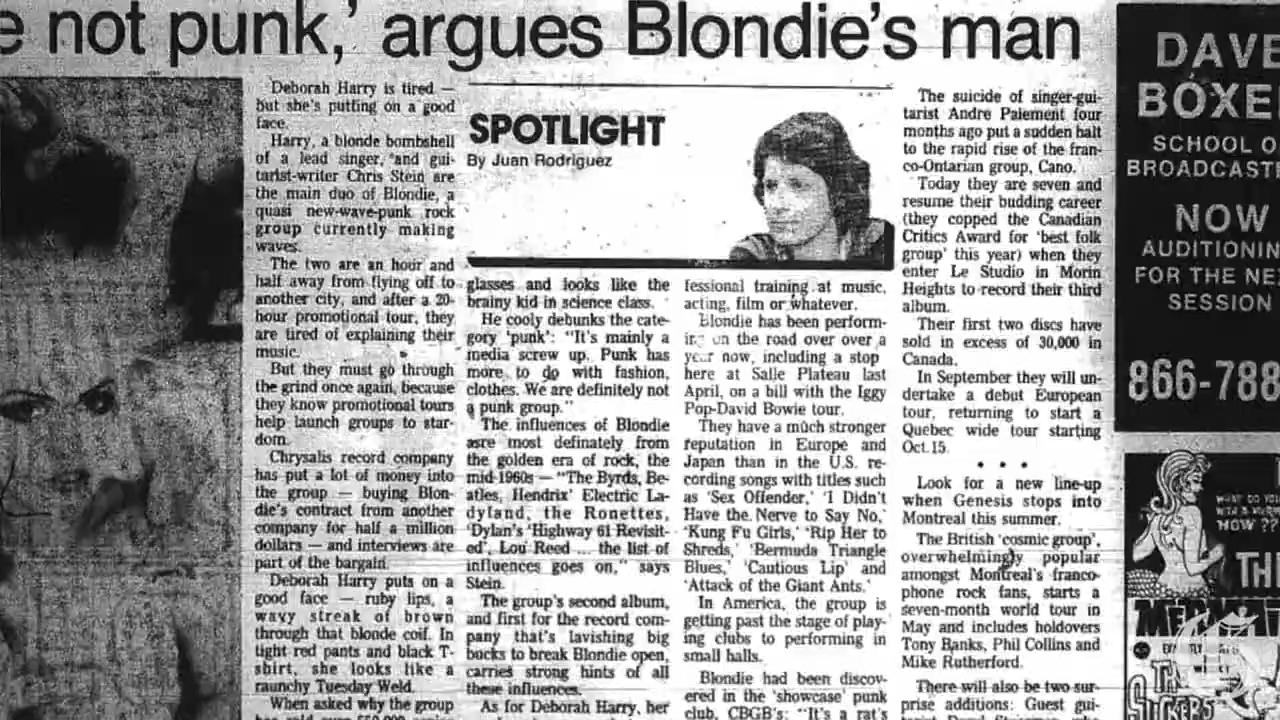 e not punk,' argues Blondie's man
Deborah Harry is tired —
but she's putting on a good
face.
Harry, a blonde bombshell
of a lead singer, and gui-
tarist-writer Chris Stein are
the main duo of Blondie, a
quasi new-wave-punk rock
group currently making
waves.
The two are an hour and
half away from flying off to
another city, and after a 20-
hour promotional tour, they
are tired of explaining their
music.
But they must go through
the grind once again, because
they know promotional tours
help launch groups to star-
dom.
Chrysalis record company
has put a lot of money into
the group — buying Blon-
die's contract from another
company for half a million
dollars — and interviews are
part of the bargain.
Deborah Harry puts on a
good face — ruby lips, a
wavy streak of brown
through that blonde coif. In
tight red pants and black T-
shirt, she looks like a
raunchy Tuesday Weld.
When asked why the group
SPOTLIGHT
By Juan Rodriguez
glasses and looks like the
brainy kid in science class.
He cooly debunks the cate-
gory 'punk': "It's mainly a
media screw up. Punk has
more to do with fashion,
clothes. We are definitely not
a punk group."
The influences of Blondie
asre most definately from
the golden era of rock, the
mid-1960s — "The Byrds, Be-
atles, Hendrix' Electric La-
dyland, the Ronettes,
'Dylan's 'Highway 61 Revisit-
ed', Lou Reed ... the list of
influences goes on," says
Stein.
The group's second album,
and first for the record com-
pany that's lavishing big
bucks to break Blondie open,
carries strong hints of all
these influences.
As for Deborah Harry, her
fessional training at music,
acting, film or whatever.
Blondie has been perform-
ing on the road over over a
year now, including a stop
here at Salle Plateau last
April, on a bill with the Iggy
Pop-David Bowie tour.
They have a much stronger
reputation in Europe and
Japan than in the U.S. re-
cording songs with titles such
as 'Sex Offender,' 'I Didn't
Have the Nerve to Say No,'
'Kung Fu Girls,' 'Rip Her to
Shreds,' 'Bermuda Triangle
Blues,' 'Cautious Lip' and
'Attack of the Giant Ants.'
In America, the group is
getting past the stage of play-
ing clubs to performing in
small halls.
Blondie had been discov-
ered in the 'showcase' punk
club, CBGB's: "It's a rat's
The suicide of singer-gui-
tarist Andre Paiement four
months ago put a sudden halt
to the rapid rise of the fran-
co-Ontarian group, Cano.
Today they are seven and
resume their budding career
(they copped the Canadian
Critics Award for 'best folk
group' this year) when they
enter Le Studio in Morin
Heights to record their third
album.
Their first two discs have
sold in excess of 30,000 in
Canada.
In September they will un-
dertake a debut European
tour, returning to start a
Quebec wide tour starting
Oct. 15.
• • •
Look for a new line-up
when Genesis stops into
Montreal this summer.
The British 'cosmic group',
overwhelmingly popular
amongst Montreal's franco-
phone rock fans, starts a
seven-month world tour in
May and includes holdovers
Tony Banks, Phil Collins and
Mike Rutherford.
There will also be two sur-
prise additions: Guest gui-
DAVE
BOXE
SCHOOL O
BROADCASTI
NOW
AUDITIONIN
FOR THE NE
SESSION
866-788
WHAT DO YOU
NOW ??
TH
MERMAI